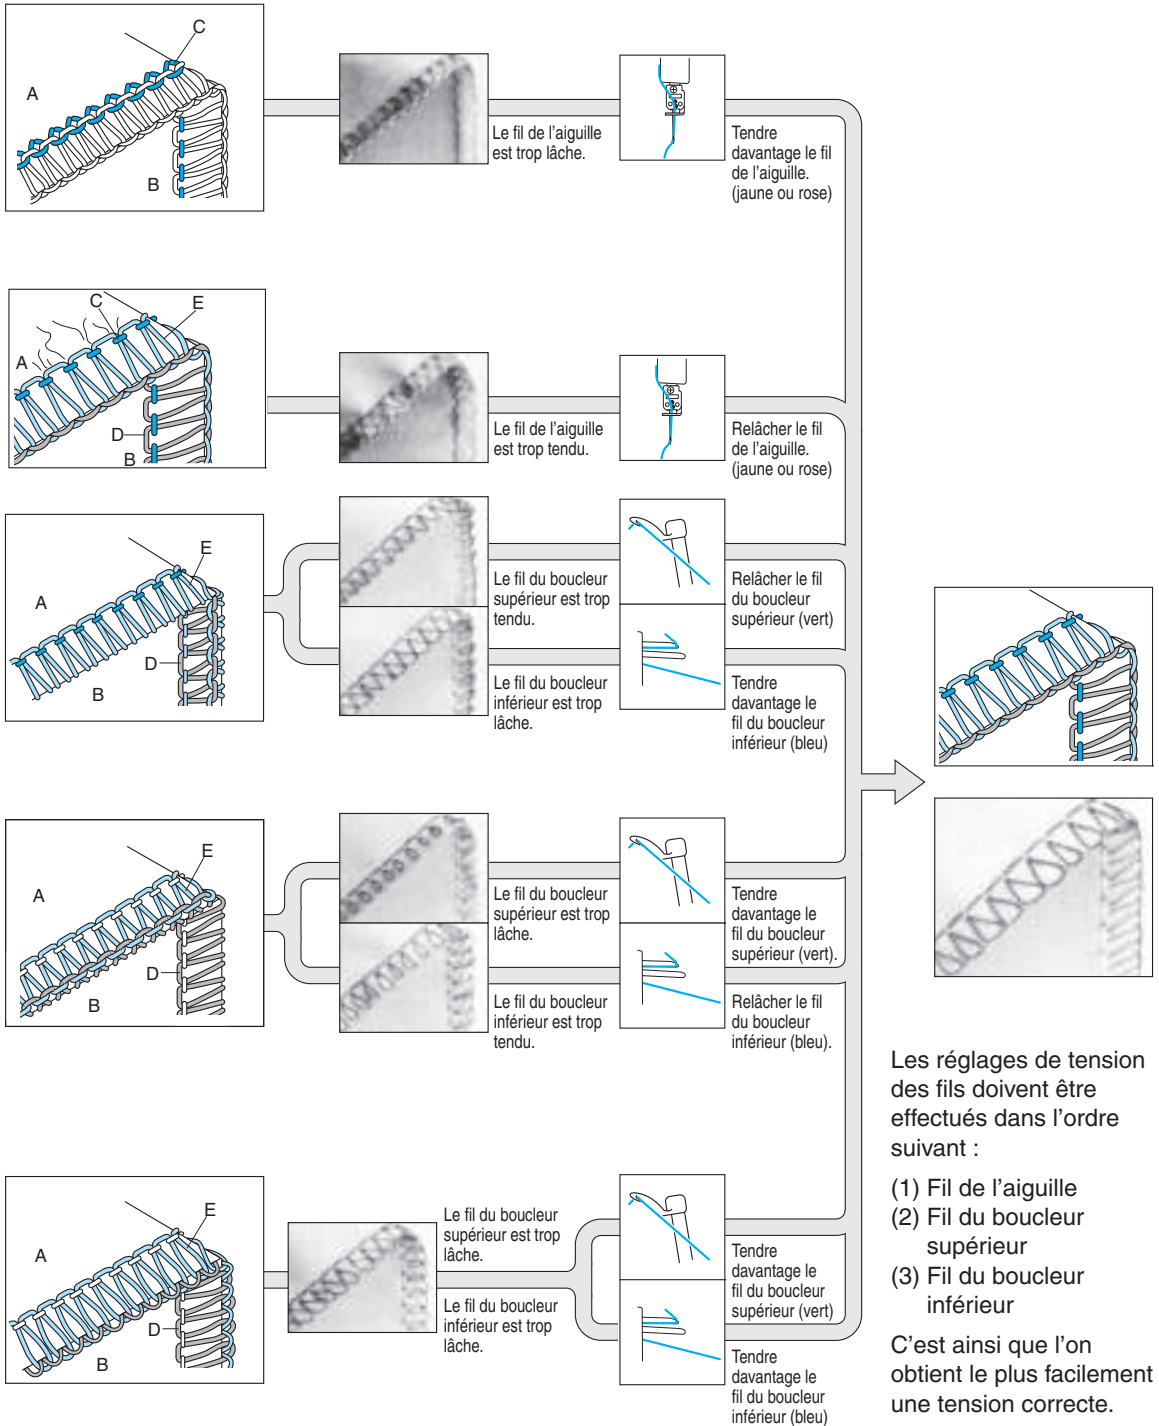 C
A
B
Le fil de l'aiguille
est trop lâche.
Tendre
davantage le fil
de l'aiguille.
(jaune ou rose)
C
E
A
D
B
Le fil de l'aiguille
est trop tendu.
Relâcher le fil
de l'aiguille.
(jaune ou rose)
E
A
D
B
Le fil du boucleur
supérieur est trop
tendu.
Relâcher le fil
du boucleur
supérieur (vert)
Le fil du boucleur
inférieur est trop
lâche.
Tendre
davantage le
fil du boucleur
inférieur (bleu)
E
A
D
B
Le fil du boucleur
supérieur est trop
lâche.
Tendre
davantage le
fil du boucleur
supérieur (vert).
Le fil du boucleur
inférieur est trop
tendu.
Relâcher le fil
du boucleur
inférieur (bleu).
E
A
D
B
Le fil du boucleur
supérieur est trop
lâche.
Le fil du boucleur
inférieur est trop
lâche.
Tendre
davantage le
fil du boucleur
supérieur (vert)
Tendre
davantage le
fil du boucleur
inférieur (bleu)
Les réglages de tension
des fils doivent être
effectués dans l'ordre
suivant :
(1) Fil de l'aiguille
(2) Fil du boucleur
supérieur
(3) Fil du boucleur
inférieur
C'est ainsi que l'on
obtient le plus facilement
une tension correcte.